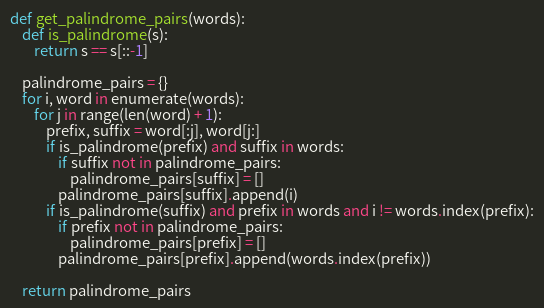 def get_palindrome_pairs(words):
    def is_palindrome(s):
        return s == s[::-1]

    palindrome_pairs = {}
    for i, word in enumerate(words):
        for j in range(len(word) + 1):
            prefix, suffix = word[:j], word[j:]
            if is_palindrome(prefix) and suffix in words:
                if suffix not in palindrome_pairs:
                    palindrome_pairs[suffix] = []
                palindrome_pairs[suffix].append(i)
            if is_palindrome(suffix) and prefix in words and i != words.index(prefix):
                if prefix not in palindrome_pairs:
                    palindrome_pairs[prefix] = []
                palindrome_pairs[prefix].append(words.index(prefix))

    return palindrome_pairs